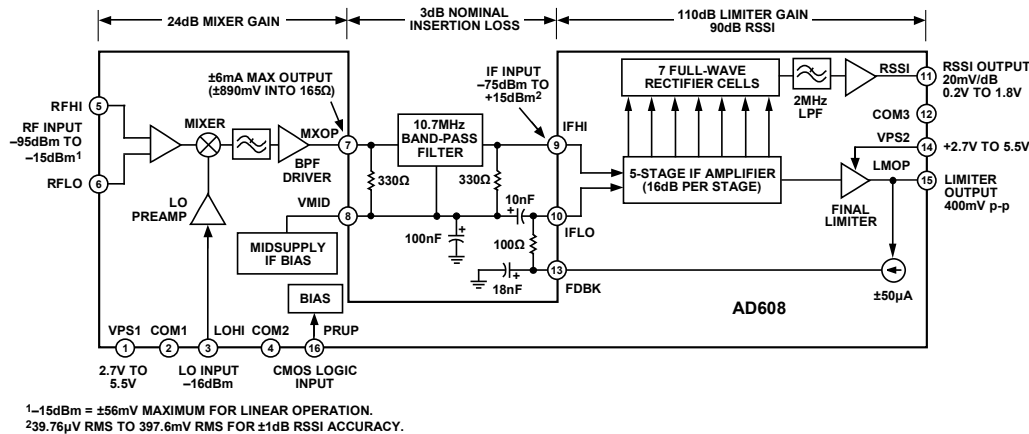 24dB MIXER GAIN
3dB NOMINAL
INSERTION LOSS
110dB LIMITER GAIN
90dB RSSI
±6mA MAX OUTPUT
(±890mV INTO 165Ω)
IF INPUT
–75dBm TO
+15dBm2
7 FULL-WAVE
RECTIFIER CELLS
2MHz
LPF
RSSI
11
RSSI OUTPUT
20mV/dB
0.2V TO 1.8V
COM3
12
VPS2
14
+2.7V TO 5.5V
LMOP
15
LIMITER
OUTPUT
400mV p-p
RFHI
5
RF INPUT
–95dBm TO
–15dBm1
RFLO
6
MIXER
LO
PREAMP
MXOP
7
BPF
DRIVER
10.7MHz
BAND-PASS
FILTER
330Ω
330Ω
IFHI
9
5-STAGE IF AMPLIFIER
(16dB PER STAGE)
FINAL
LIMITER
VMID
8
MIDSUPPLY
IF BIAS
100nF
+
10nF
+
10
IFLO
100Ω
+
18nF
13
FDBK
±50µA
AD608
BIAS
VPS1
COM1
LOHI
COM2
PRUP
1
2
3
4
16
2.7V TO
5.5V
LO INPUT
–16dBm
CMOS LOGIC
INPUT
1–15dBm = ±56mV MAXIMUM FOR LINEAR OPERATION.
239.76µV RMS TO 397.6mV RMS FOR ±1dB RSSI ACCURACY.